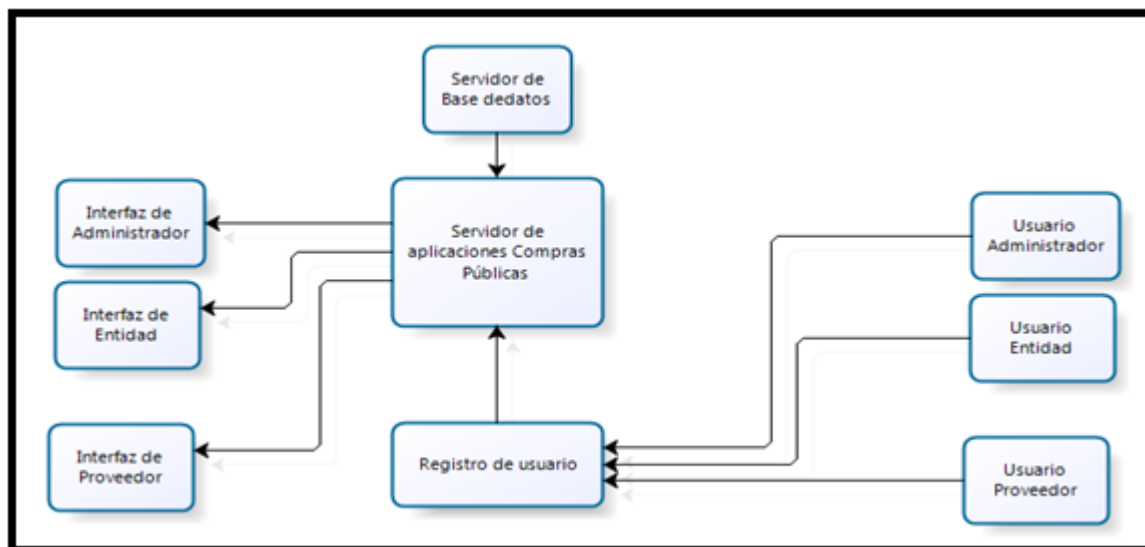 Servidor de
Base dedatos
Interfaz de
Administrador
Servidor de
aplicaciones Compras
Públicas
Usuario
Administrador
Interfaz de
Entidad
Usuario
Entidad
Interfaz de
Proveedor
Registro de usuario
Usuario
Proveedor